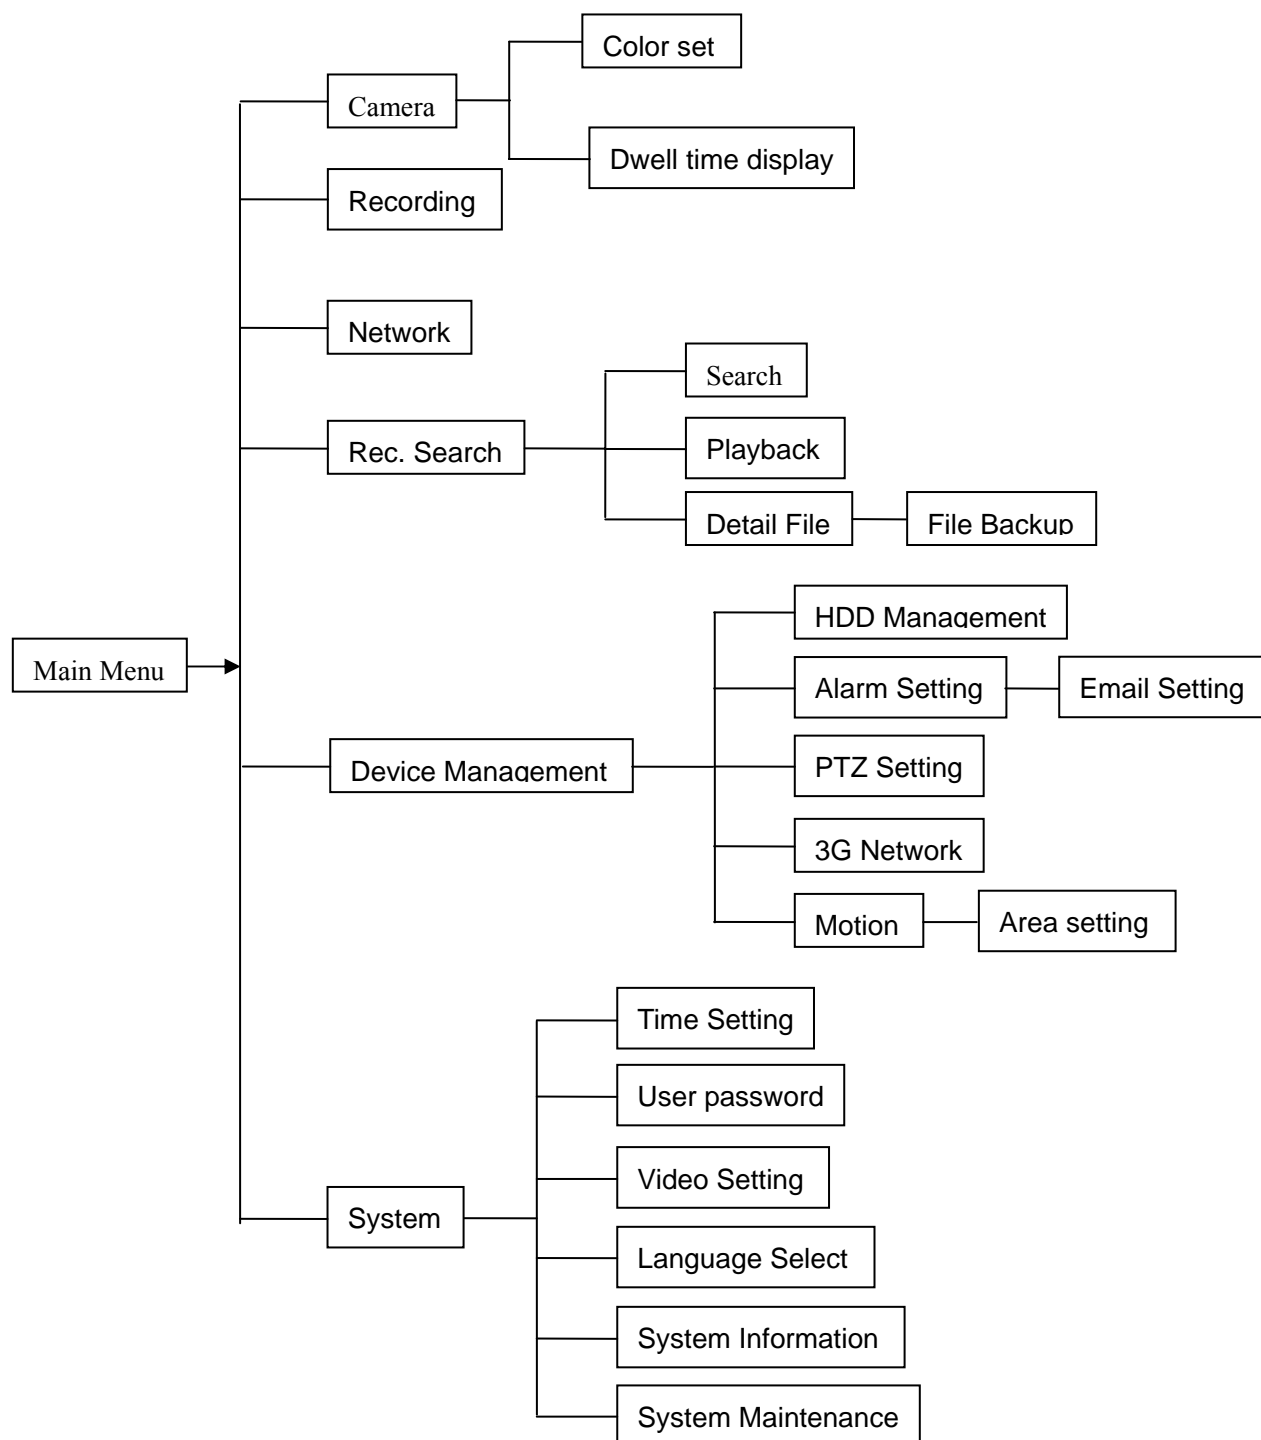 Color set
Camera
Dwell time display
Recording
Network
Search
Rec. Search
Playback
Detail File
File Backup
HDD Management
Main Menu
Alarm Setting
Email Setting
Device Management
PTZ Setting
3G Network
Motion
Area setting
Time Setting
User password
Video Setting
System
Language Select
System Information
System Maintenance